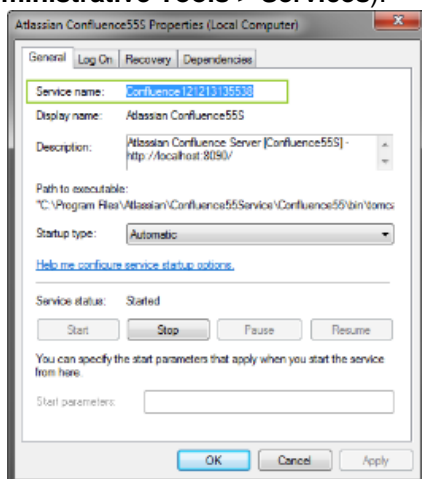 ministrative Tools > Services).
Atlassian Confluence55S Properties (Local Computer)
General Log On Recovery Dependencies
Service name: Confluence121213135538
Display name: Atlassian Confluence55S
Description: Atlassian Confluence Server [Confluence55S] -
http://localhost:8090/
Path to executable:
"C:\Program Files\Atlassian\Confluence55Service\Confluence55\bin\tomca
Startup type: Automatic
Help me configure service startup options.
Service status: Started
Start Stop Pause Resume
You can specify the start parameters that apply when you start the service
from here.
Start parameters:
OK Cancel Apply